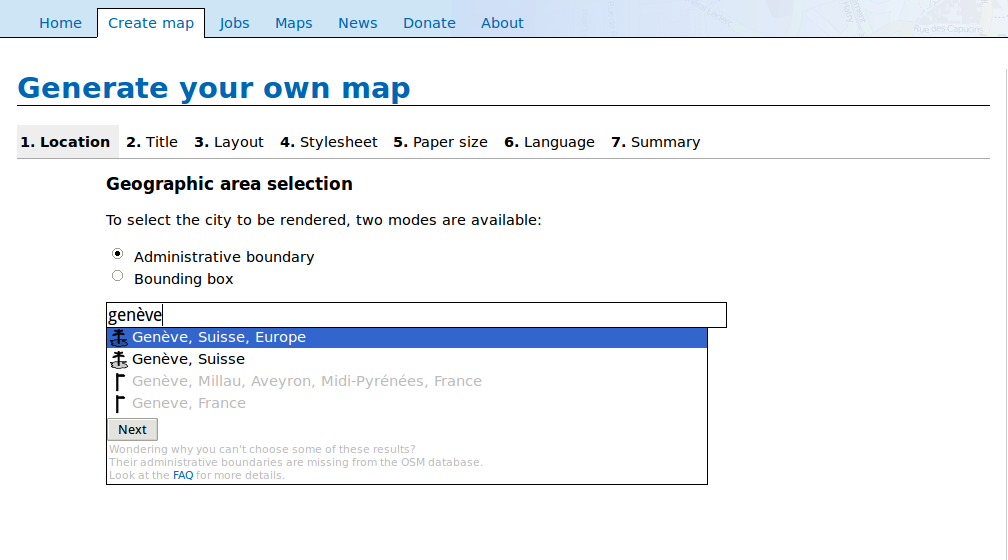 Home Create map Jobs Maps News Donate About
Rue des Capucins
Generate your own map
1. Location 2. Title 3. Layout 4. Stylesheet 5. Paper size 6. Language 7. Summary
Geographic area selection
To select the city to be rendered, two modes are available:
Administrative boundary
Bounding box
genève
Genève, Suisse, Europe
Genève, Suisse
Genève, Millau, Aveyron, Midi-Pyrénées, France
Geneve, France
Next
Wondering why you can't choose some of these results?
Their administrative boundaries are missing from the OSM database.
Look at the FAQ for more details.